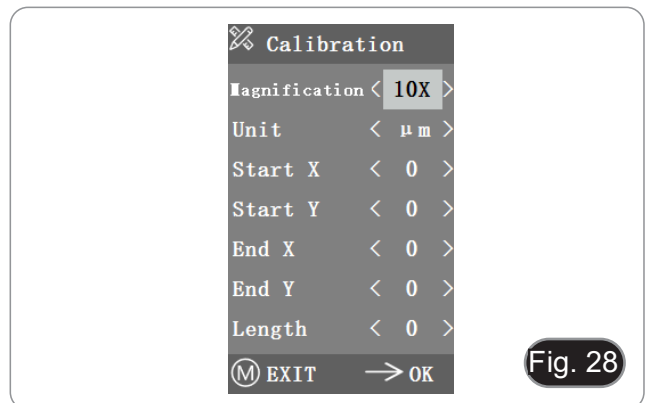 Calibration
Magnification < 10X >
Unit < μm >
Start X < 0 >
Start Y < 0 >
End X < 0 >
End Y < 0 >
Length < 0 >
M EXIT → OK
Fig. 28